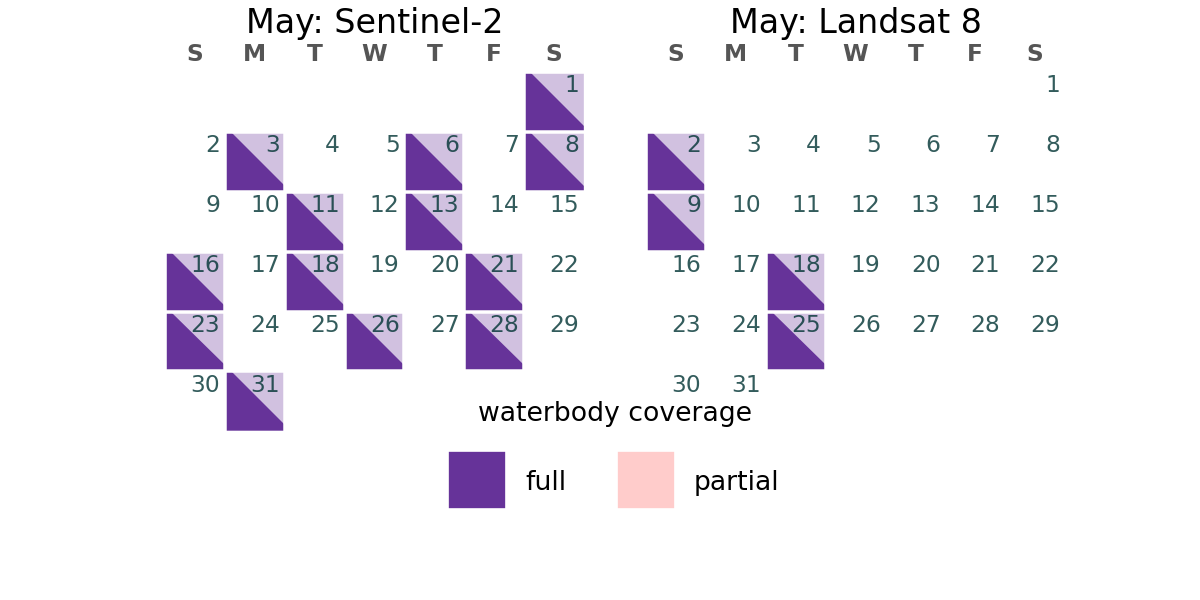 May: Sentinel-2 May: Landsat 8
S M T W T F S S M T W T F S
1 1
2 3 4 5 6 7 8 2 3 4 5 6 7 8
9 10 11 12 13 14 15 9 10 11 12 13 14 15
16 17 18 19 20 21 22 16 17 18 19 20 21 22
23 24 25 26 27 28 29 23 24 25 26 27 28 29
30 31 30 31
waterbody coverage
full partial